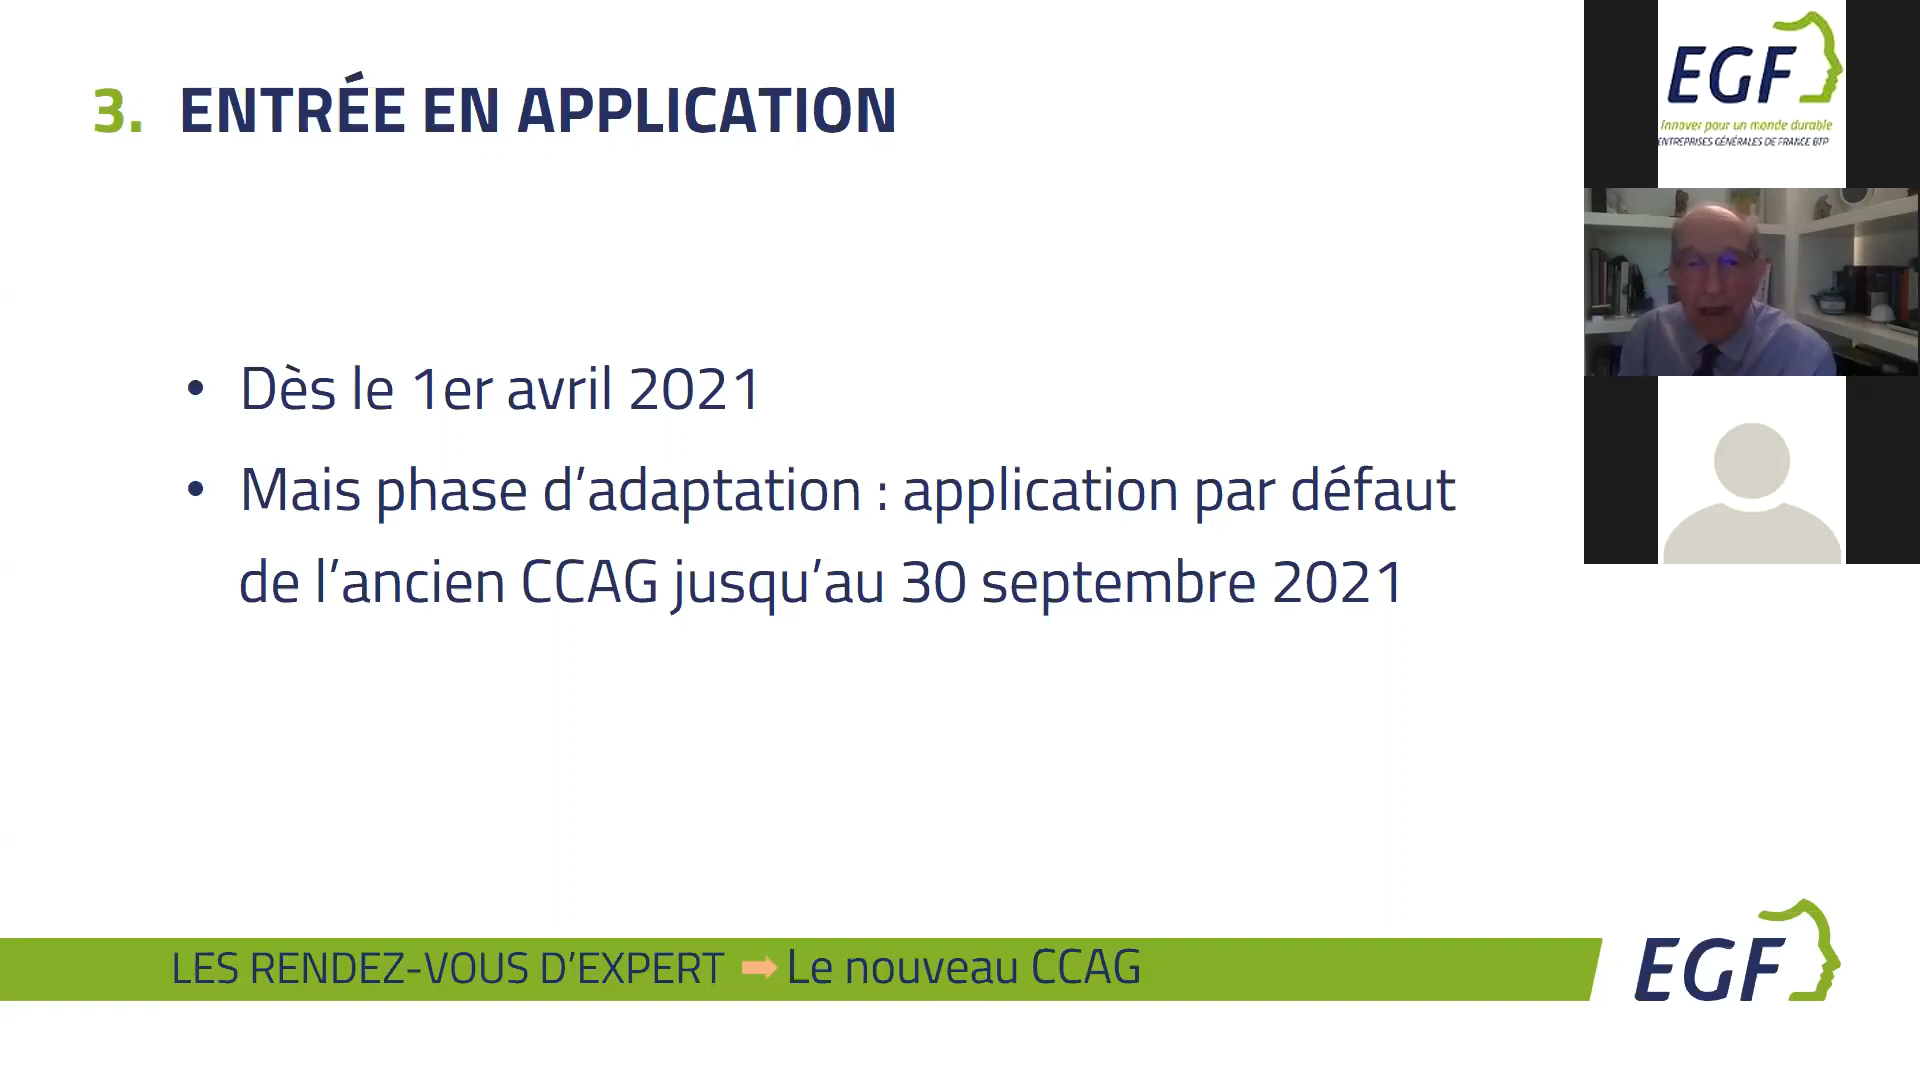 3. ENTRÉE EN APPLICATION
• Dès le 1er avril 2021
• Mais phase d’adaptation : application par défaut
de l’ancien CCAG jusqu’au 30 septembre 2021
LES RENDEZ-VOUS D’EXPERT ➡ Le nouveau CCAG
EGF
EGF
Innover pour un monde durable
ENTREPRISES GÉNÉRALES DE FRANCE BTP